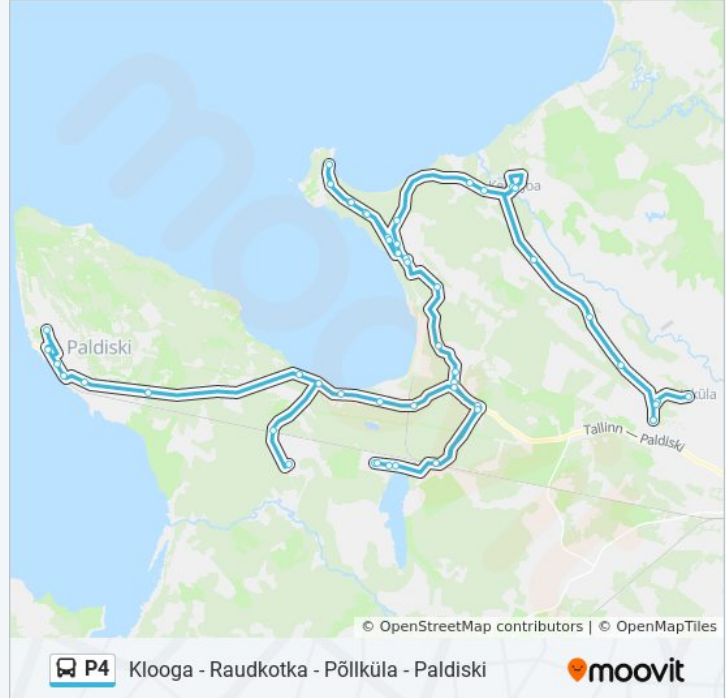 Paldiski
Tallinn — Paldiski
© OpenStreetMap contributors | © OpenMapTiles
P4 Klooga - Raudkotka - Põllküla - Paldiski
moovit